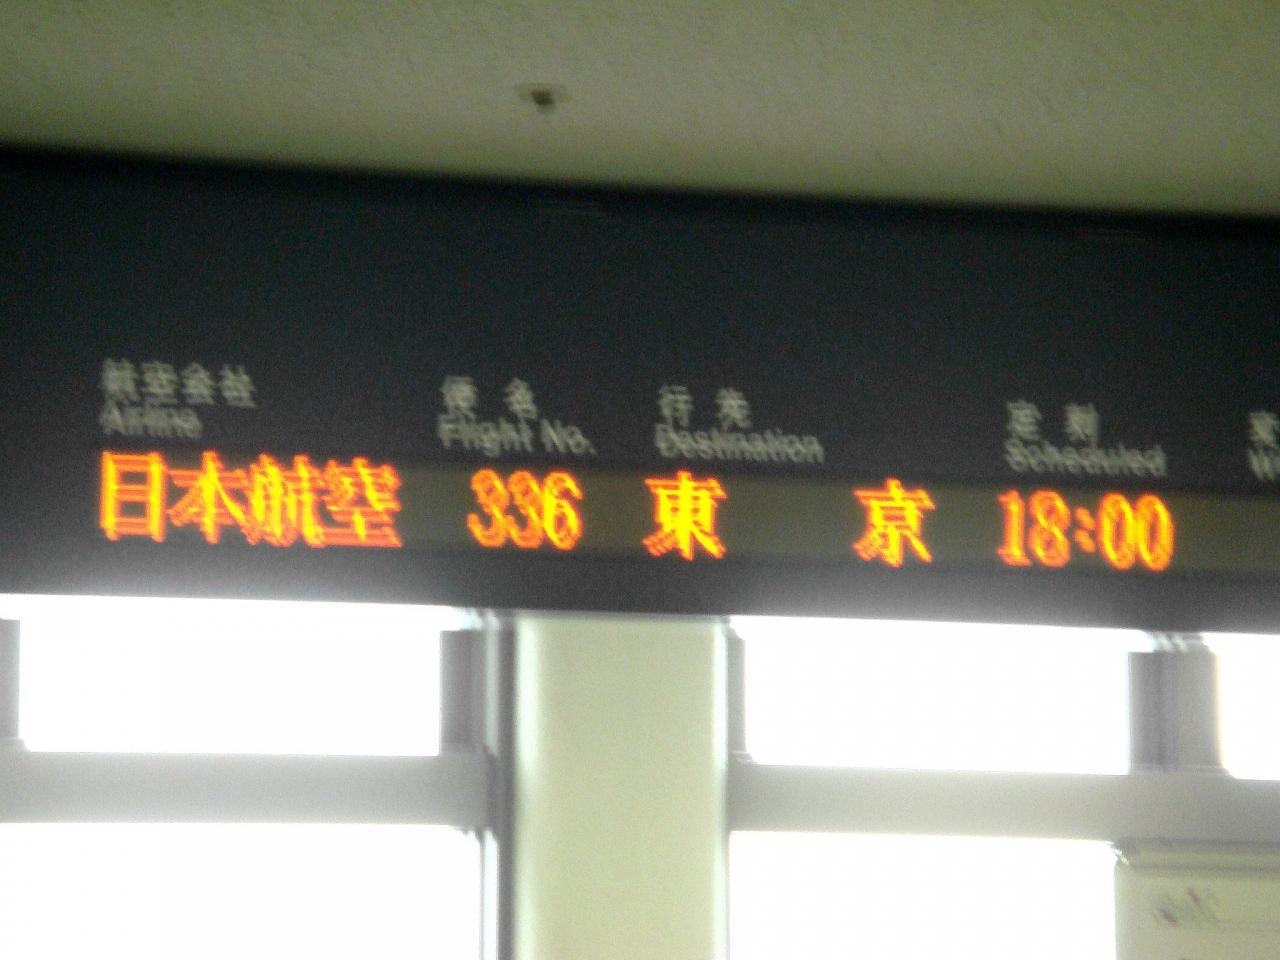 航空会社 便名 行先 定刻
Airline Flight No. Destination Scheduled
日本航空 336 東京 18:00